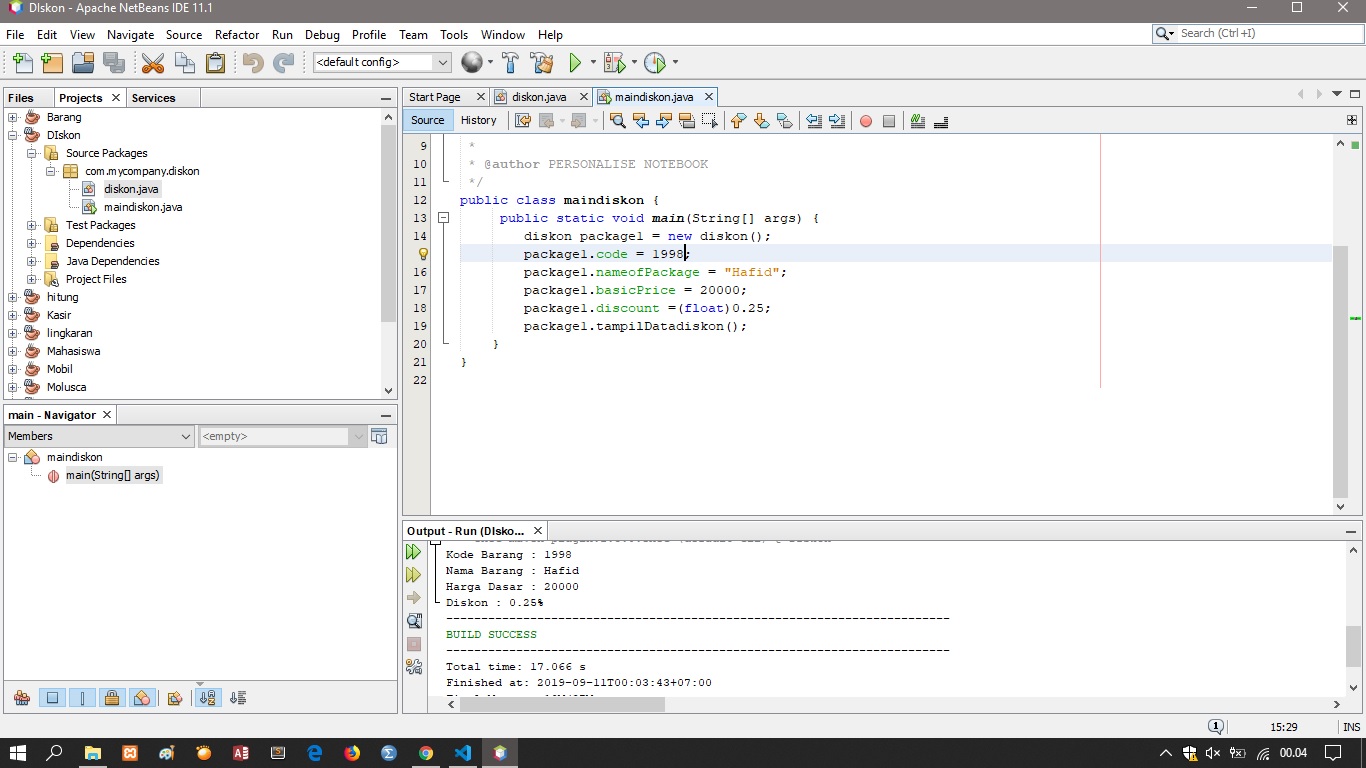 DIskon - Apache NetBeans IDE 11.1
File Edit View Navigate Source Refactor Run Debug Profile Team Tools Window Help
Search (Ctrl+I)
<default config>
Files Projects Services
Barang
DIskon
Source Packages
com.mycompany.diskon
diskon.java
maindiskon.java
Test Packages
Dependencies
Java Dependencies
Project Files
hitung
Kasir
lingkaran
Mahasiswa
Mobil
Molusca
main - Navigator
Members <empty>
maindiskon
main(String[] args)
Start Page diskon.java maindiskon.java
Source History
9 *
10 * @author PERSONALISE NOTEBOOK
11 */
12 public class maindiskon {
13 public static void main(String[] args) {
14 diskon package1 = new diskon();
package1.code = 1998;
16 package1.nameofPackage = "Hafid";
17 package1.basicPrice = 20000;
18 package1.discount =(float)0.25;
19 package1.tampilDatadiskon();
20 }
21 }
22
Output - Run (DIsko...
Kode Barang : 1998
Nama Barang : Hafid
Harga Dasar : 20000
Diskon : 0.25%
------------------------------------------------------------------------
BUILD SUCCESS
------------------------------------------------------------------------
Total time: 17.066 s
Finished at: 2019-09-11T00:03:43+07:00
1 15:29 INS
00.04